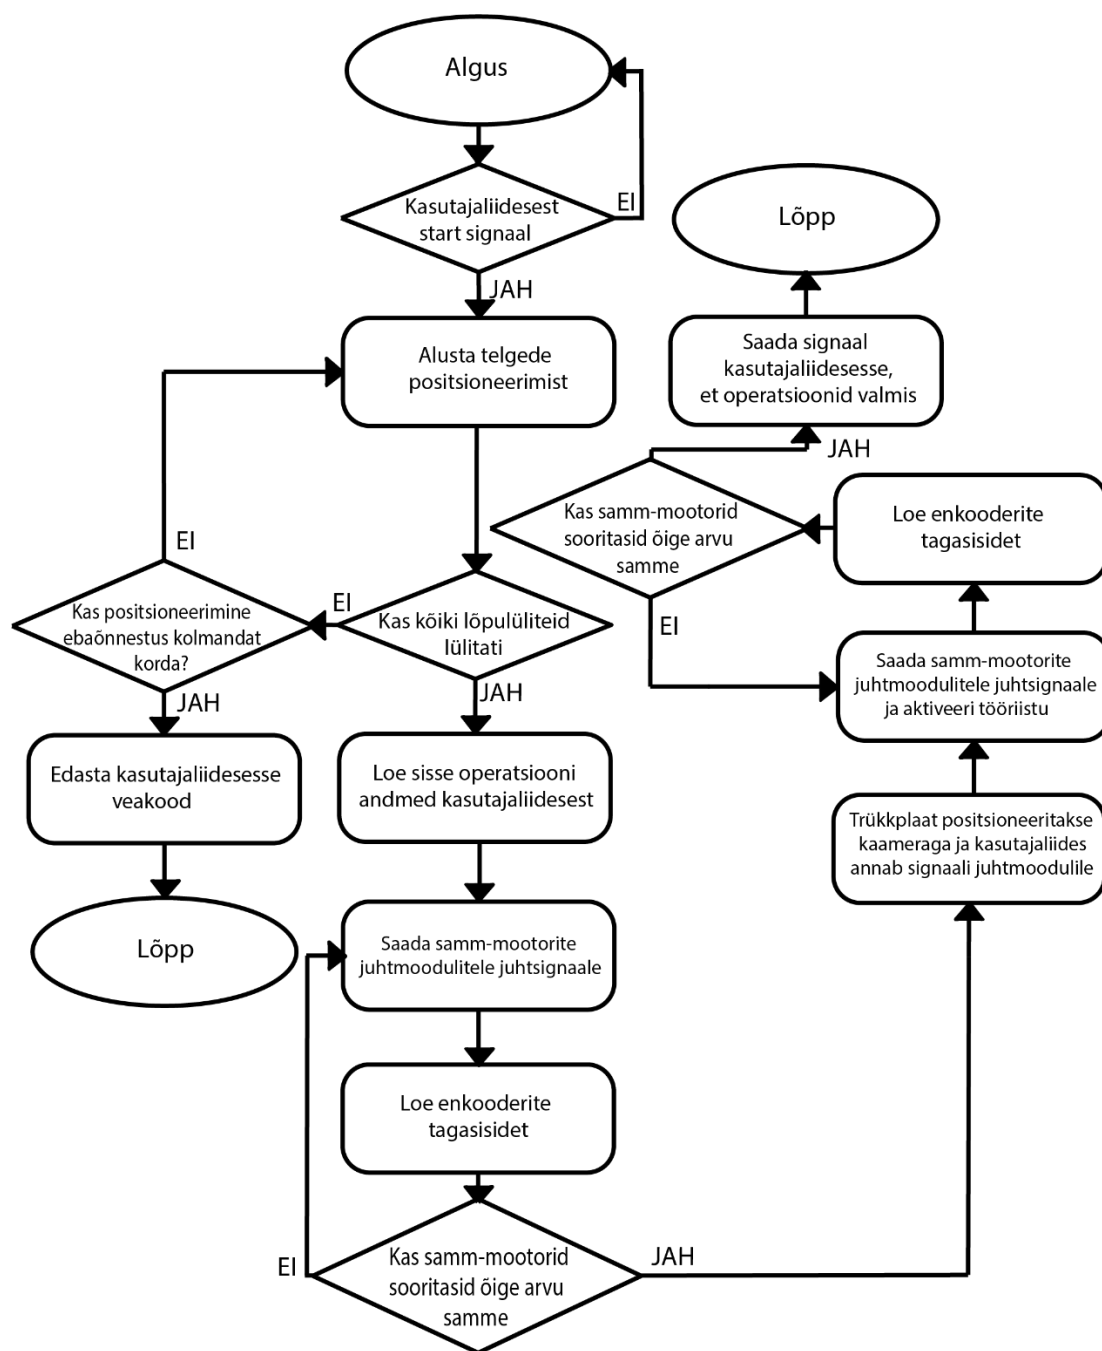 Algus
Kasutajaliidesest
start signaal
EI
JAH
Alusta telgede
positsioneerimist
Kas kõiki lõpulüliteid
lülitati
EI
Kas positsioneerimine
ebaõnnestus kolmandat
korda?
EI
JAH
Edasta kasutajaliidesesse
veakood
Lõpp
JAH
Loe sisse operatsiooni
andmed kasutajaliidesest
Saada samm-mootorite
juhtmoodulitele juhtsignaale
Loe enkooderite
tagasisidet
Kas samm-mootorid
sooritasid õige arvu
samme
EI
JAH
Trükkplaat positsioneeritakse
kaameraga ja kasutajaliides
annab signaali juhtmoodulile
Saada samm-mootorite
juhtmoodulitele juhtsignaale
ja aktiveeri tööriistu
Loe enkooderite
tagasisidet
Kas samm-mootorid
sooritasid õige arvu
samme
EI
JAH
Saada signaal
kasutajaliidesesse,
et operatsioonid valmis
Lõpp